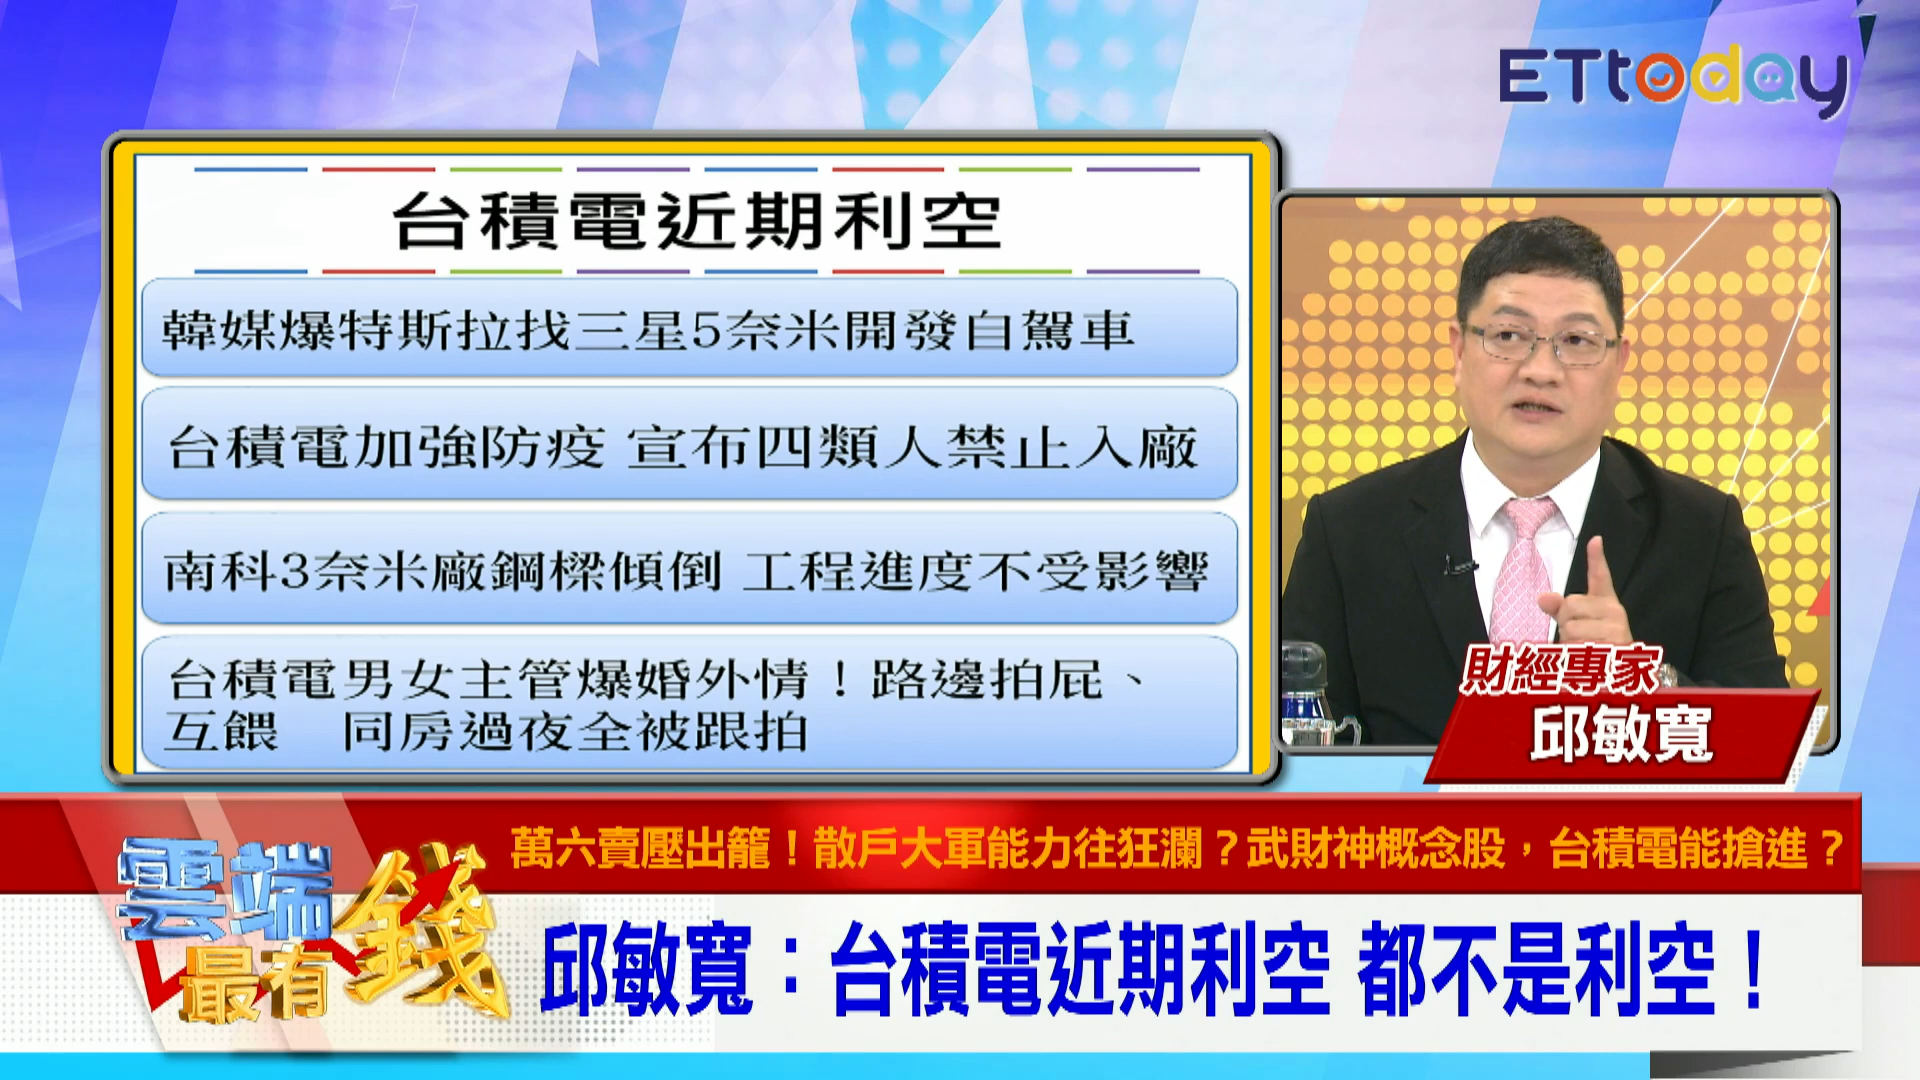 ETtoday
台積電近期利空
韓媒爆特斯拉找三星5奈米開發自駕車
台積電加強防疫 宣布四類人禁止入廠
南科3奈米廠鋼樑傾倒 工程進度不受影響
台積電男女主管爆婚外情！路邊拍屁、
互餵　同房過夜全被跟拍
財經專家
邱敏寬
萬六賣壓出籠！散戶大軍能力往狂瀾？武財神概念股，台積電能搶進？
雲端
最有錢
邱敏寬：台積電近期利空 都不是利空！